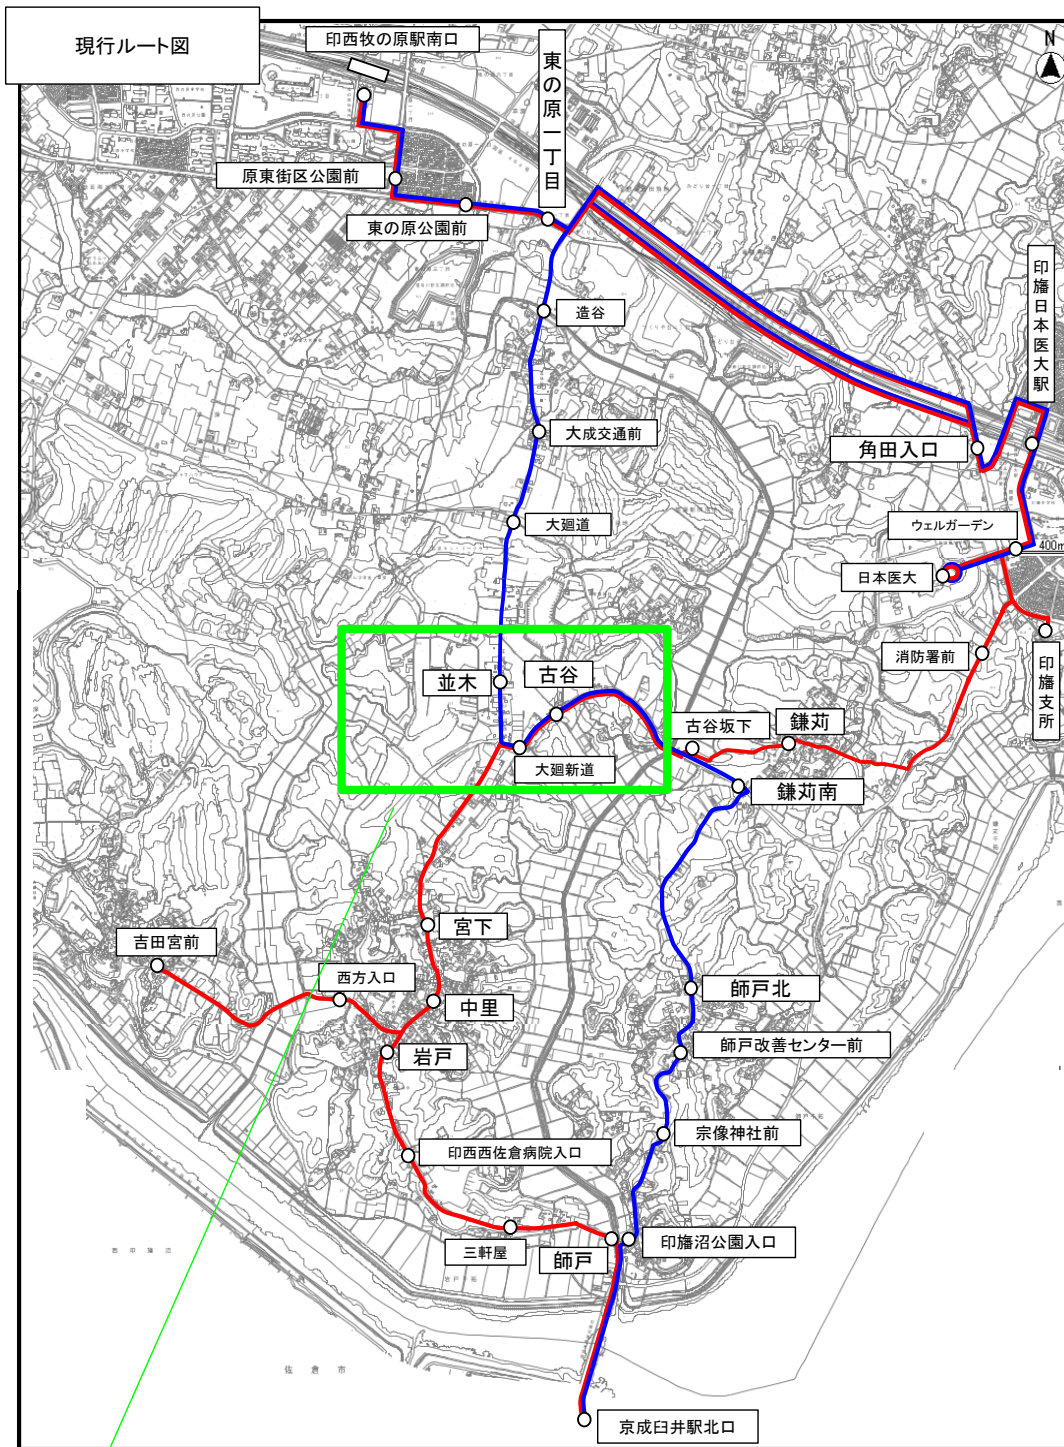 現行ルート図
印西牧の原駅南口
N
東の原一丁目
原東街区公園前
東の原公園前
印旛日本医大駅
造谷
大成交通前
角田入口
大廻道
ウェルガーデン
400m
日本医大
消防署前
印旛支所
並木
古谷
古谷坂下
鎌苅
大廻新道
鎌苅南
宮下
吉田宮前
西方入口
師戸北
中里
岩戸
師戸改善センター前
宗像神社前
印西西佐倉病院入口
三軒屋
師戸
印旛沼公園入口
西印旛沼
佐倉市
京成臼井駅北口